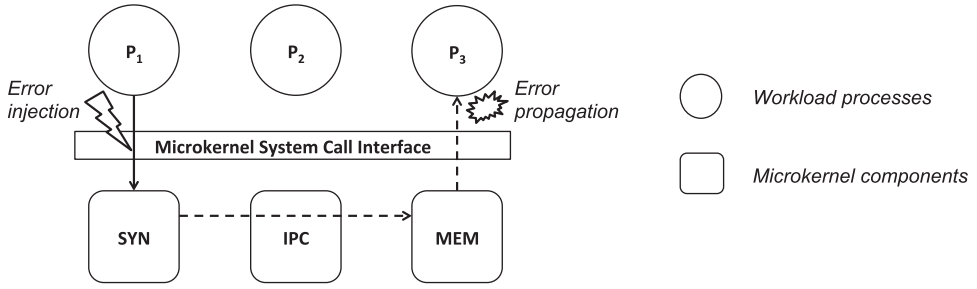 P1
P2
P3
Error
injection
Error
propagation
Workload processes
Microkernel System Call Interface
Microkernel components
SYN
IPC
MEM